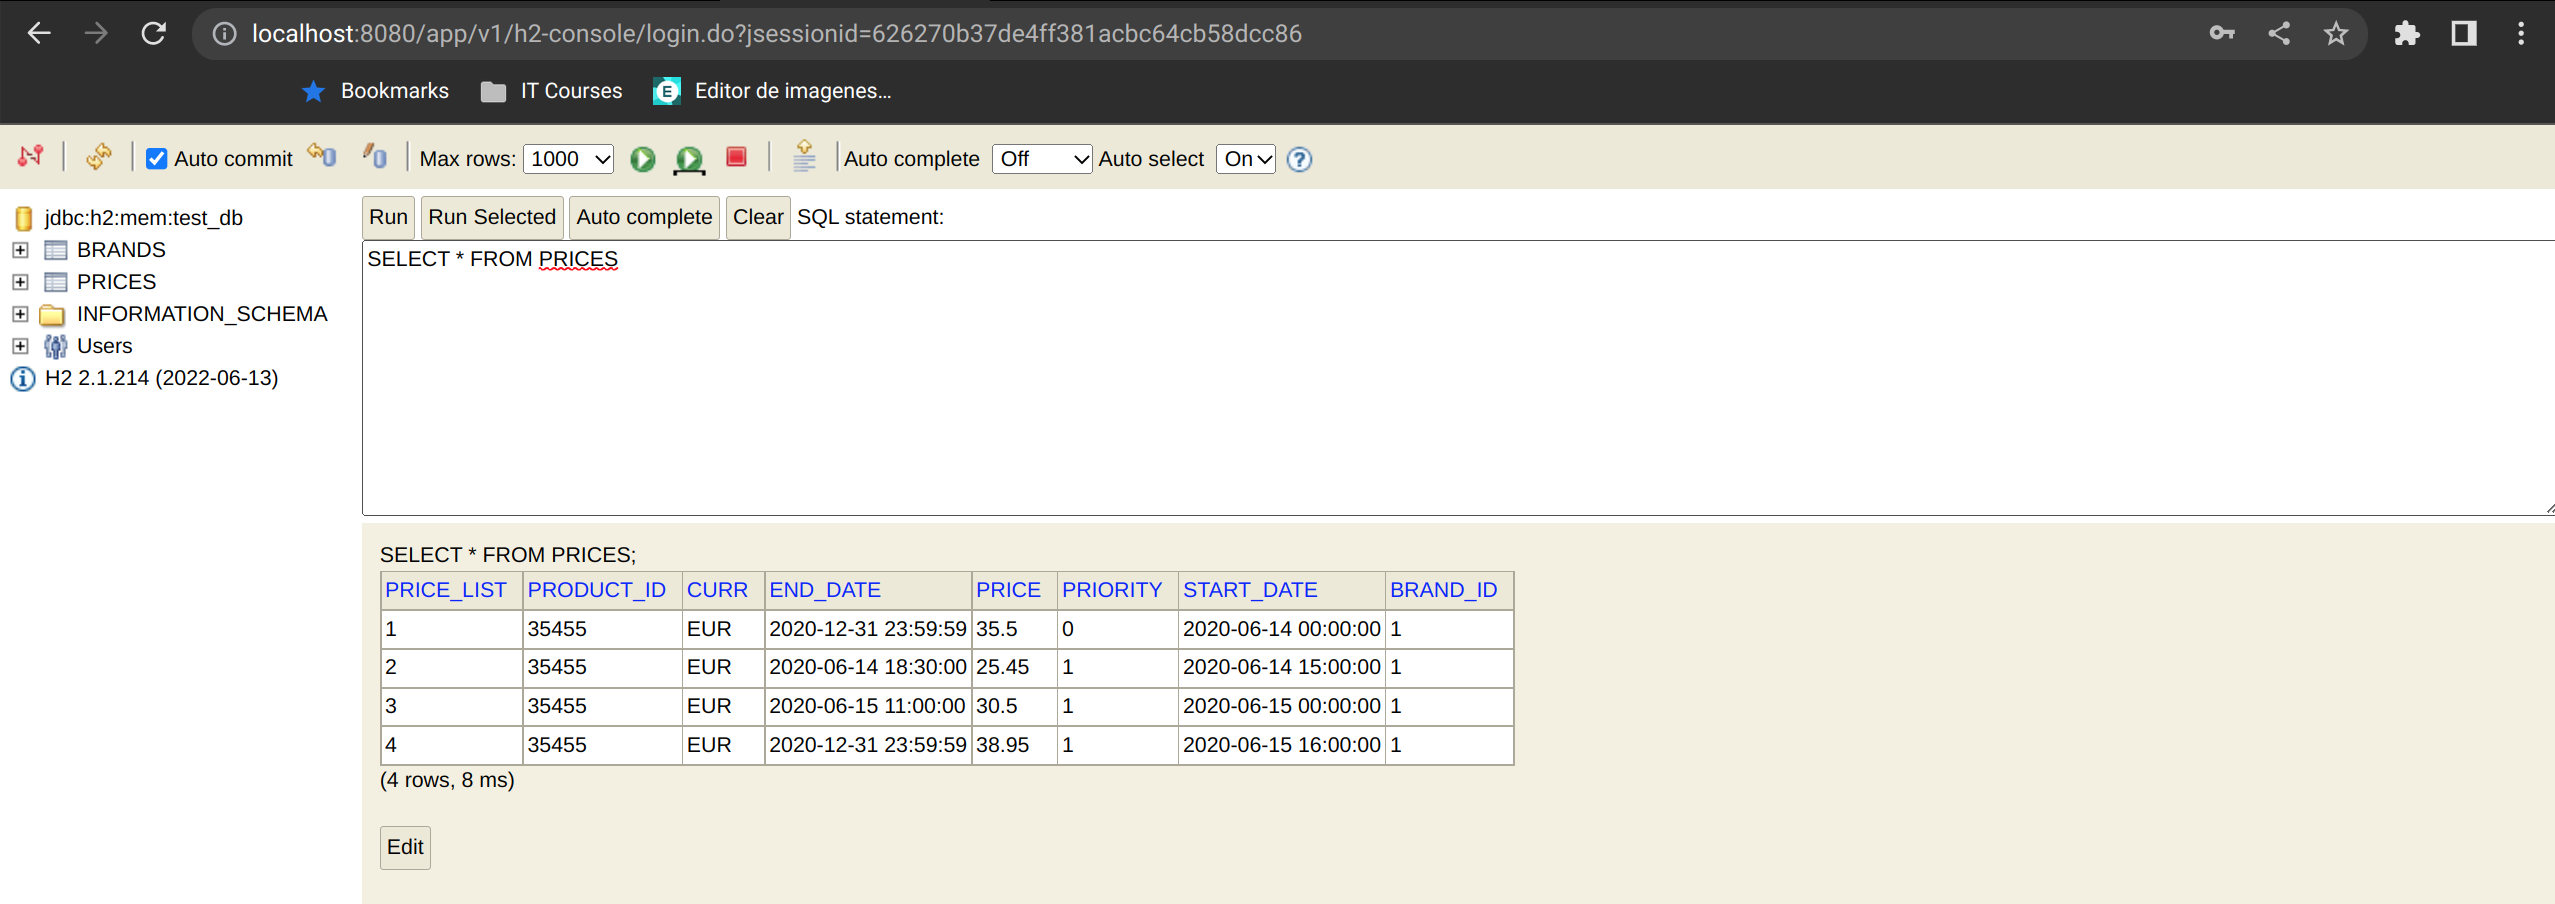 localhost:8080/app/v1/h2-console/login.do?jsessionid=626270b37de4ff381acbc64cb58dcc86
Bookmarks IT Courses E Editor de imagenes...
Auto commit Max rows: 1000 Auto complete Off Auto select On ?
jdbc:h2:mem:test_db
BRANDS
PRICES
INFORMATION_SCHEMA
Users
H2 2.1.214 (2022-06-13)
Run Run Selected Auto complete Clear SQL statement:
SELECT * FROM PRICES
SELECT * FROM PRICES;
PRICE_LIST PRODUCT_ID CURR END_DATE PRICE PRIORITY START_DATE BRAND_ID
1 35455 EUR 2020-12-31 23:59:59 35.5 0 2020-06-14 00:00:00 1
2 35455 EUR 2020-06-14 18:30:00 25.45 1 2020-06-14 15:00:00 1
3 35455 EUR 2020-06-15 11:00:00 30.5 1 2020-06-15 00:00:00 1
4 35455 EUR 2020-12-31 23:59:59 38.95 1 2020-06-15 16:00:00 1
(4 rows, 8 ms)
Edit